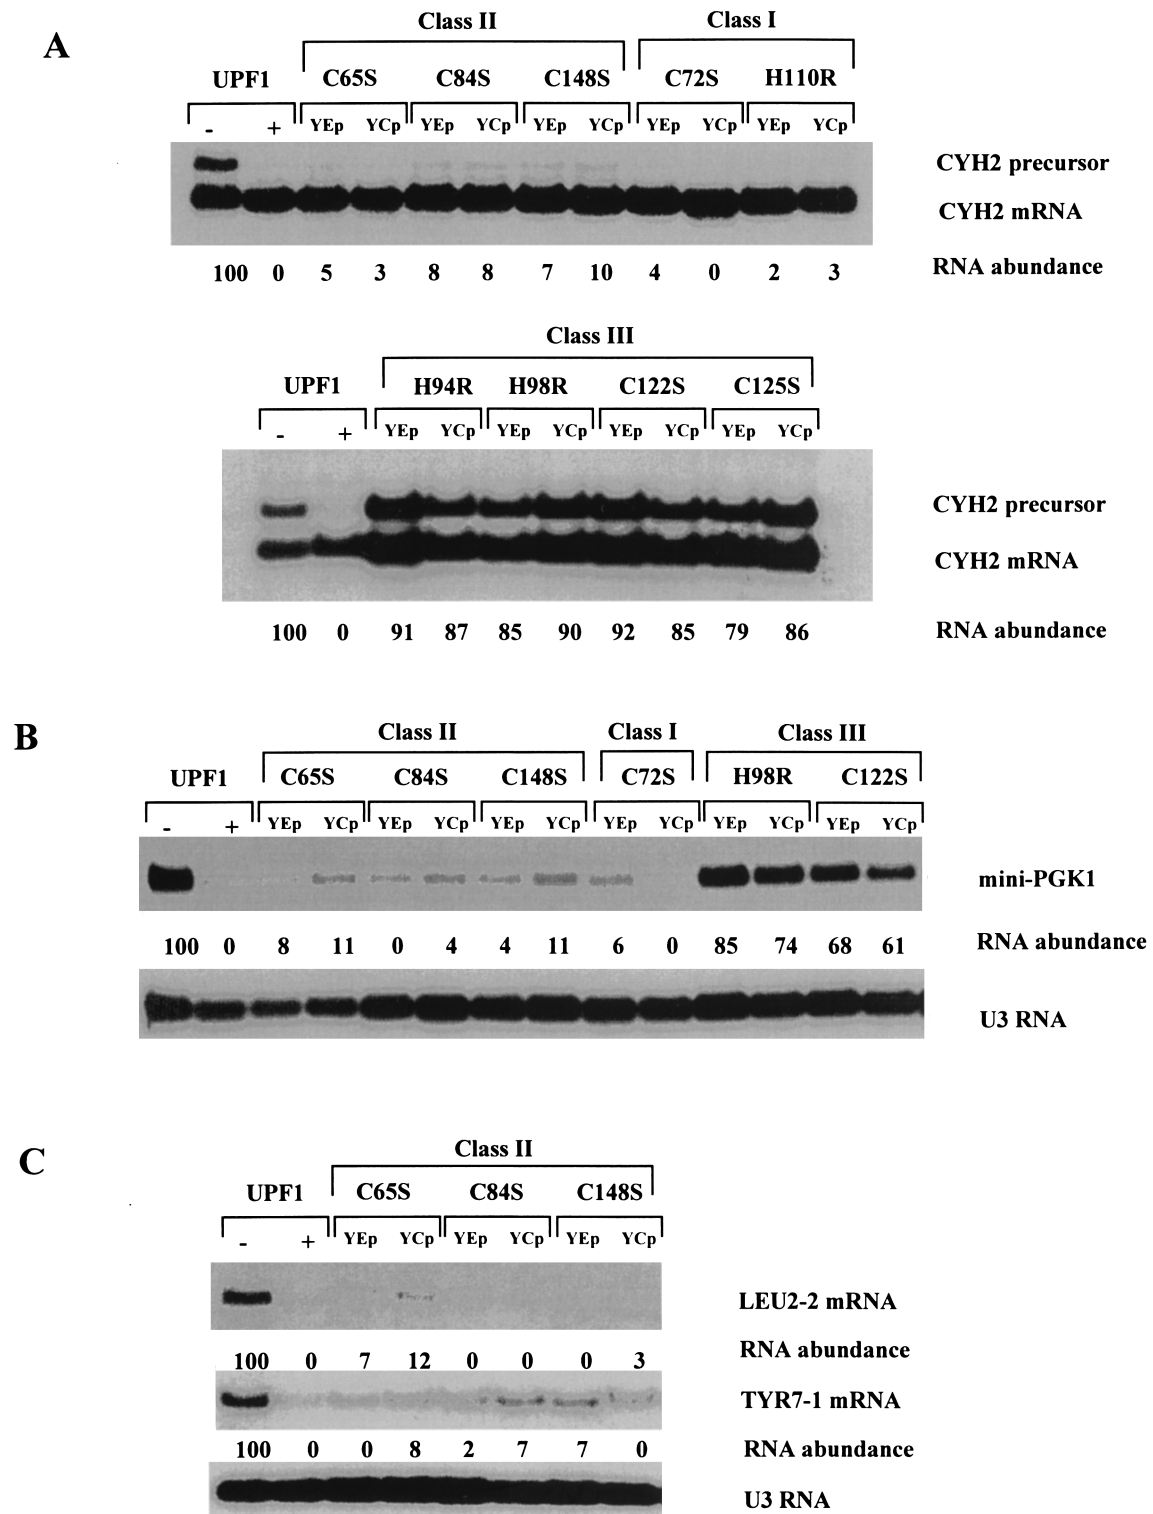 A
Class II Class I
UPF1 C65S C84S C148S C72S H110R
- + YEp YCp YEp YCp YEp YCp YEp YCp YEp YCp
CYH2 precursor
CYH2 mRNA
100 0 5 3 8 8 7 10 4 0 2 3 RNA abundance
Class III
UPF1 H94R H98R C122S C125S
- + YEp YCp YEp YCp YEp YCp YEp YCp
CYH2 precursor
CYH2 mRNA
100 0 91 87 85 90 92 85 79 86 RNA abundance
B
Class II Class I Class III
UPF1 C65S C84S C148S C72S H98R C122S
- + YEp YCp YEp YCp YEp YCp YEp YCp YEp YCp YEp YCp
mini-PGK1
100 0 8 11 0 4 4 11 6 0 85 74 68 61 RNA abundance
U3 RNA
C
Class II
UPF1 C65S C84S C148S
- + YEp YCp YEp YCp YEp YCp
LEU2-2 mRNA
100 0 7 12 0 0 0 3 RNA abundance
TYR7-1 mRNA
100 0 0 8 2 7 7 0 RNA abundance
U3 RNA